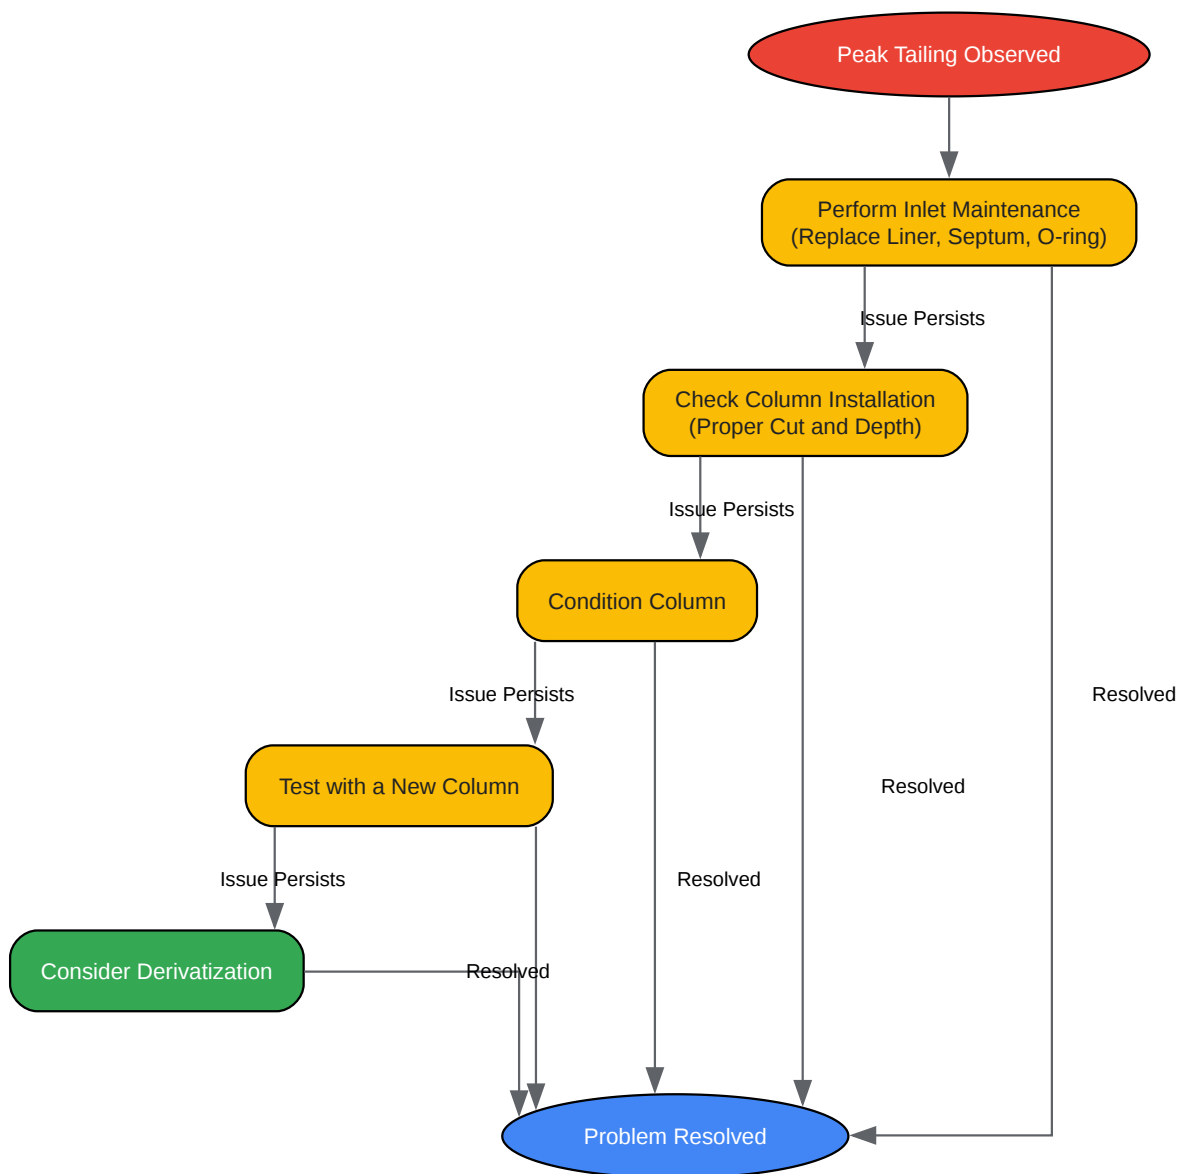 Peak Tailing Observed
Perform Inlet Maintenance
(Replace Liner, Septum, O-ring)
Issue Persists
Check Column Installation
(Proper Cut and Depth)
Issue Persists
Condition Column
Issue Persists
Resolved
Test with a New Column
Resolved
Issue Persists
Resolved
Consider Derivatization
Resolved
Problem Resolved